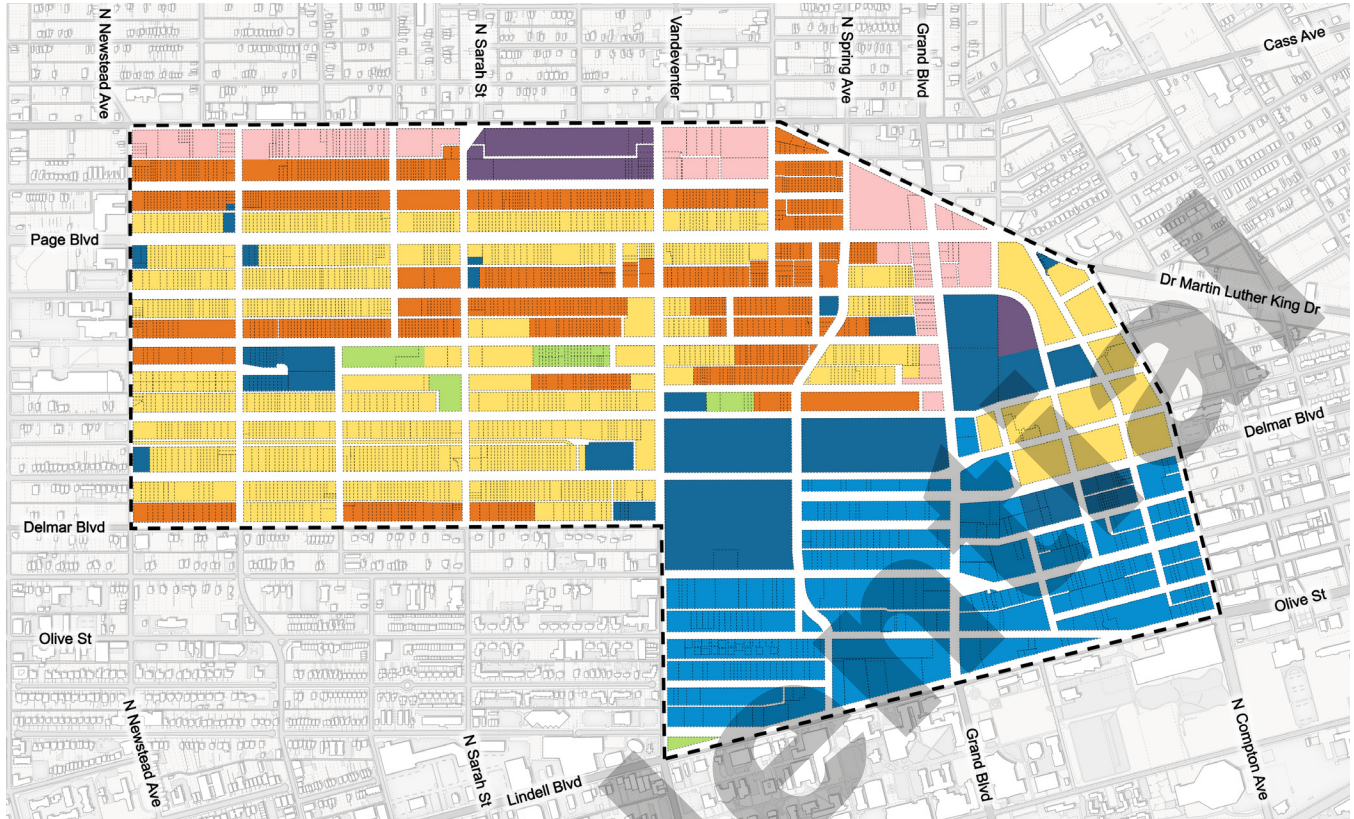 N Newstead Ave
N Sarah St
Vandeventer
N Spring Ave
Grand Blvd
Cass Ave
Page Blvd
Dr Martin Luther King Dr
Delmar Blvd
Delmar Blvd
Olive St
Olive St
N Newstead Ave
N Sarah St
Lindell Blvd
Grand Blvd
N Compton Ave